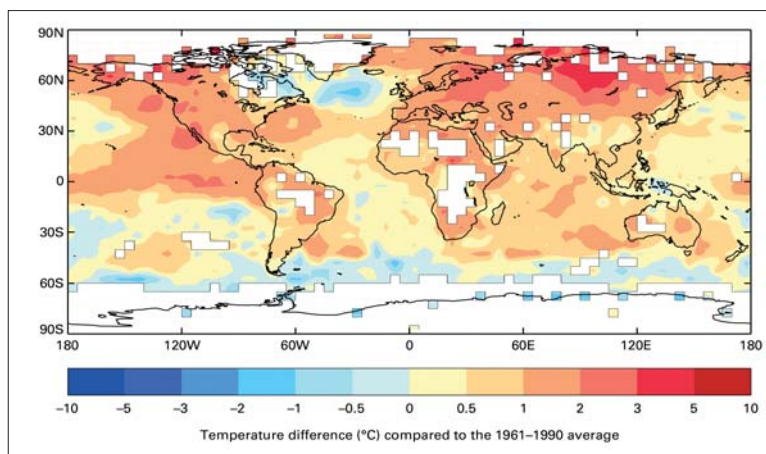 90N
60N
30N
0
30S
60S
90S
180 120W 60W 0 60E 120E 180
–10 –5 –3 –2 –1 –0.5 0 0.5 1 3 5 10
Temperature difference (°C) compared to the 1961–1990 average